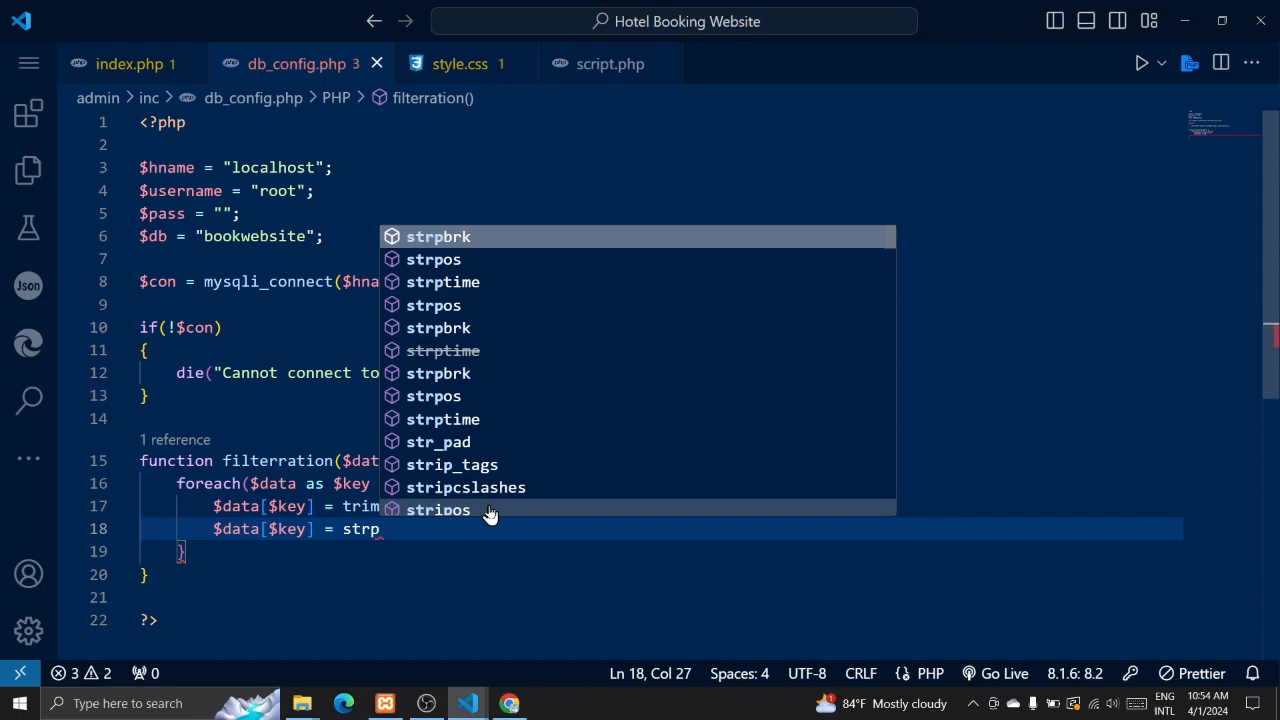 Hotel Booking Website
index.php 1
db_config.php 3
style.css 1
script.php
admin > inc > db_config.php > PHP > filterration()
1 <?php
2
3 $hname = "localhost";
4 $username = "root";
5 $pass = "";
6 $db = "bookwebsite";
7
8 $con = mysqli_connect($hna
9
10 if(!$con)
11 {
12 die("Cannot connect to
13 }
14
1 reference
15 function filterration($dat
16 foreach($data as $key
17 $data[$key] = trim
18 $data[$key] = strp
19 }
20 }
21
22 ?>
strpbrk
strpos
strptime
strpos
strpbrk
strptime
strpbrk
strpos
strptime
str_pad
strip_tags
stripcslashes
stripos
Json
php
3 2 0
Ln 18, Col 27
Spaces: 4
UTF-8
CRLF
{} PHP
Go Live
8.1.6: 8.2
Prettier
Type here to search
84°F Mostly cloudy
ENG
INTL
10:54 AM
4/1/2024